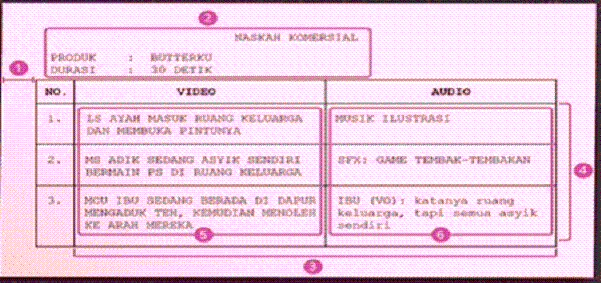 2
NASKAH KOMERSIAL
1
PRODUK : BUTTERKU
DURASI : 30 DETIK
NO. VIDEO AUDIO
1. LS AYAH MASUK RUANG KELUARGA MUSIK ILUSTRASI
DAN MEMBUKA PINTUNYA
2. MS ADIK SEDANG ASYIK SENDIRI SFX: GAME TEMBAK-TEMBAKAN
BERMAIN PS DI RUANG KELUARGA
4
3. MCU IBU SEDANG BERADA DI DAPUR IBU (VO): katanya ruang
MENGADUK TEH, KEMUDIAN MENOLEH keluarga, tapi semua asyik
KE ARAH MEREKA sendiri
5 6
3